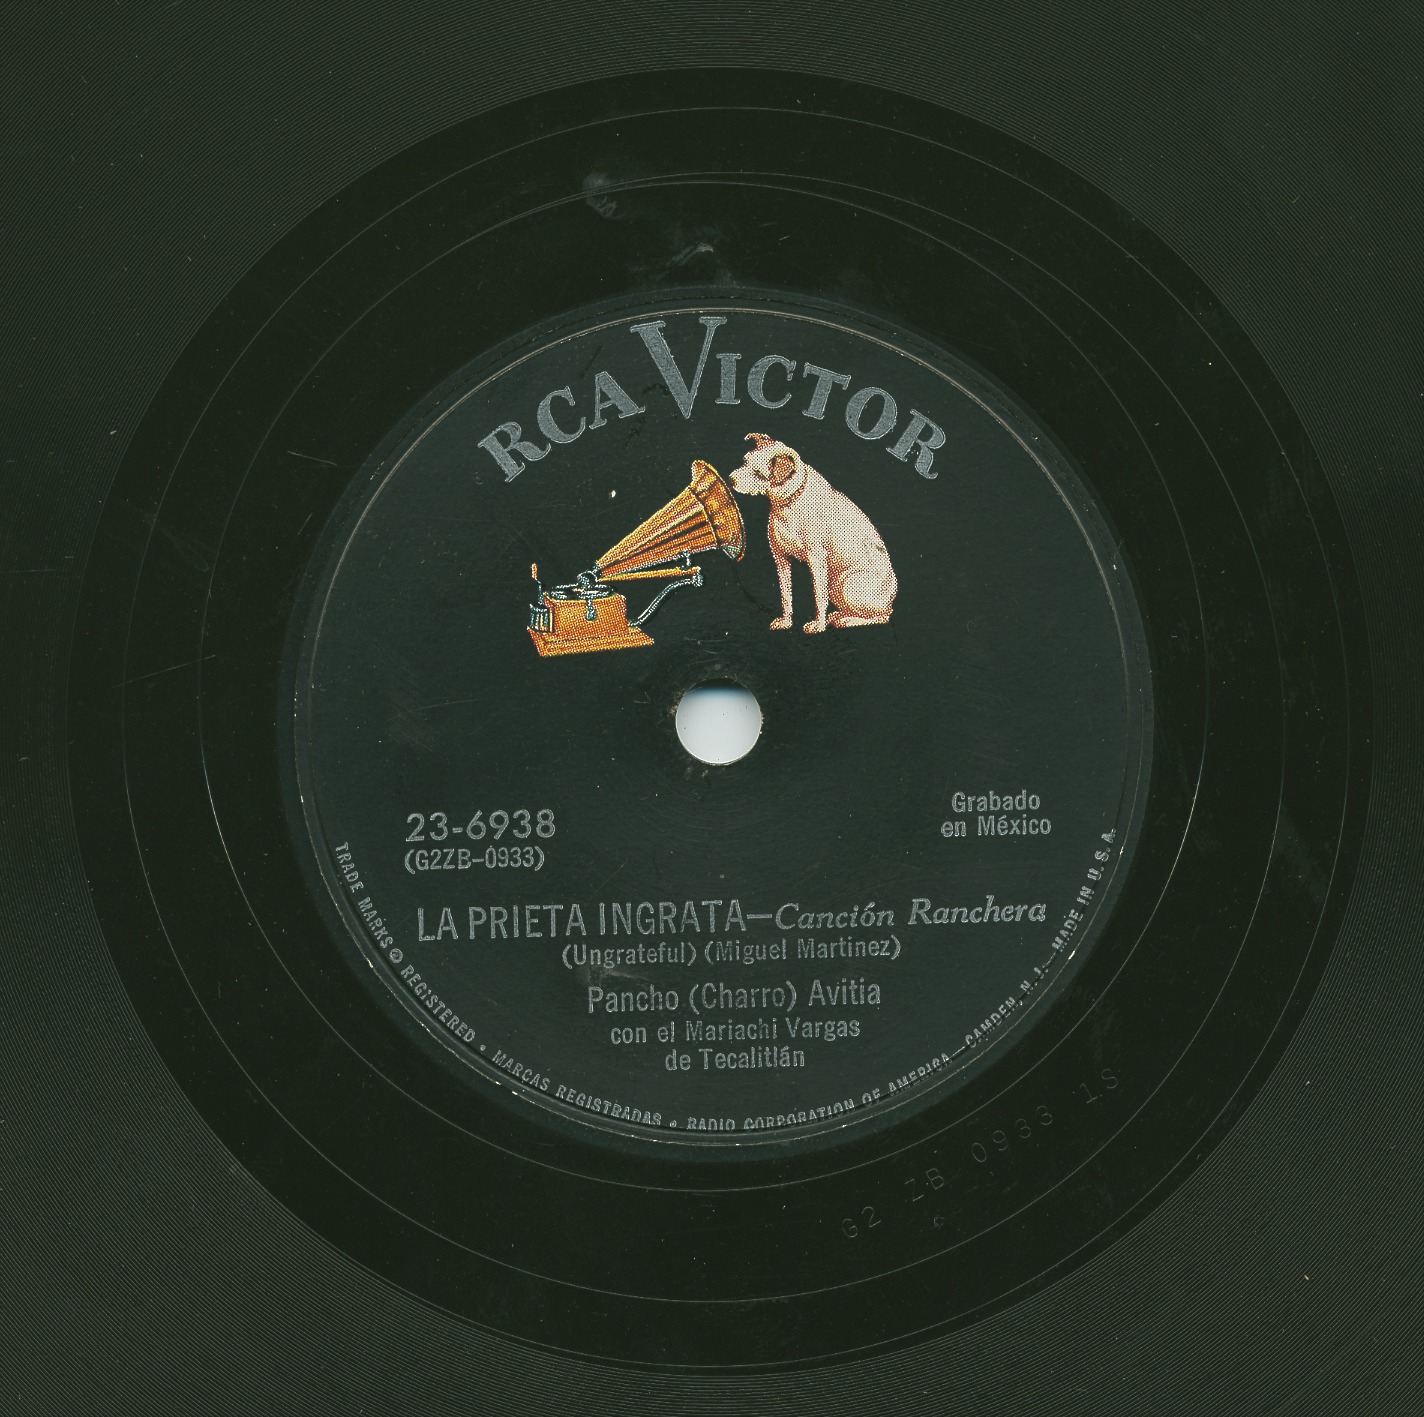 RCA VICTOR
23-6938
(G2ZB-0933)
Grabado
en México
LA PRIETA INGRATA—Canción Ranchera
(Ungrateful) (Miguel Martinez)
Pancho (Charro) Avitia
con el Mariachi Vargas
de Tecalitlán
TRADE MARKS ® REGISTERED • MARCAS REGISTRADAS • RADIO CORPORATION OF AMERICA—CAMDEN, N. J.—MADE IN U. S. A.
G2 ZB 0933 1S